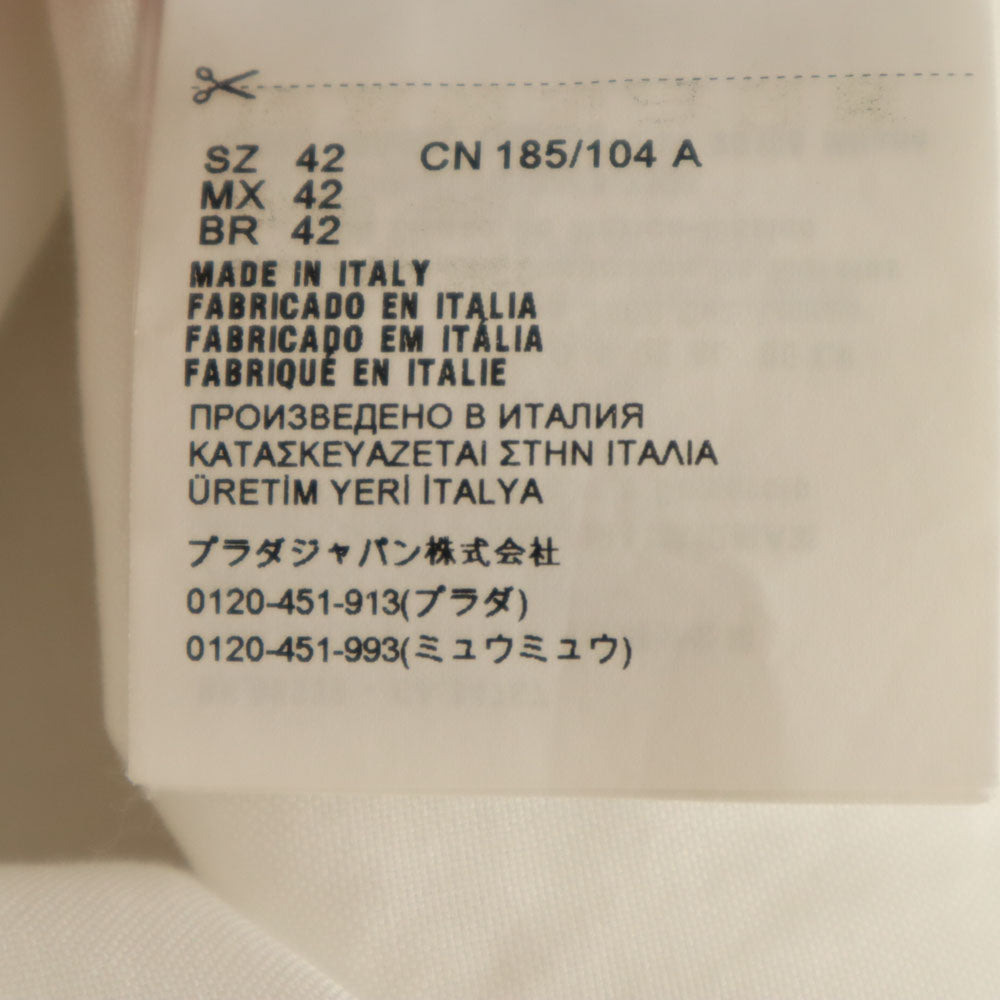 SZ 42 CN 185/104 A
MX 42
BR 42
MADE IN ITALY
FABRICADO EN ITALIA
FABRICADO EM ITÁLIA
FABRIQUÉ EN ITALIE
ПРОИЗВЕДЕНО В ИТАЛИЯ
ΚΑΤΑΣΚΕΥΑΖΕΤΑΙ ΣΤΗΝ ΙΤΑΛΙΑ
ÜRETİM YERİ İTALYA
プラダジャパン株式会社
0120-451-913(プラダ)
0120-451-993(ミュウミュウ)